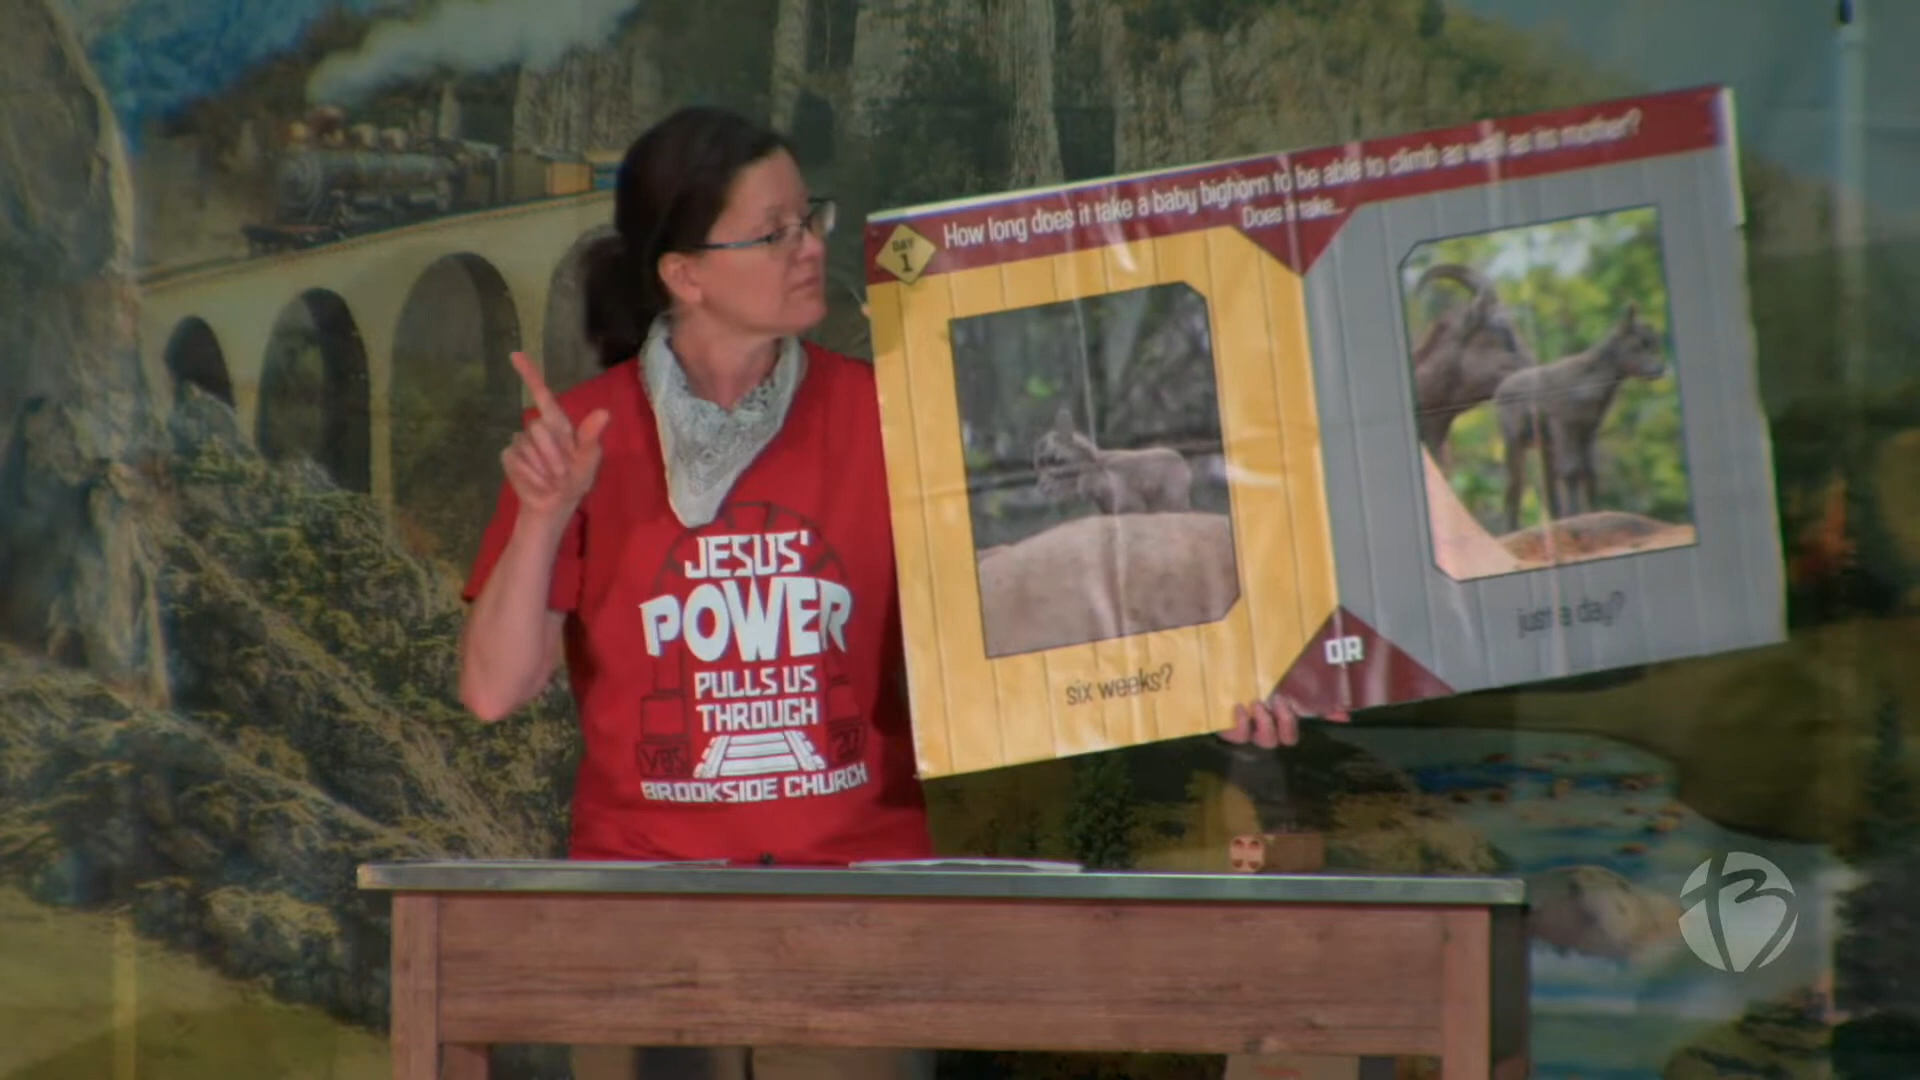 DAY
1
How long does it take a baby bighorn to be able to climb as well as its mother?
Does it take...
six weeks?
OR
just a day?
JESUS'
POWER
PULLS US
THROUGH
VBS 20
BROOKSIDE CHURCH
B